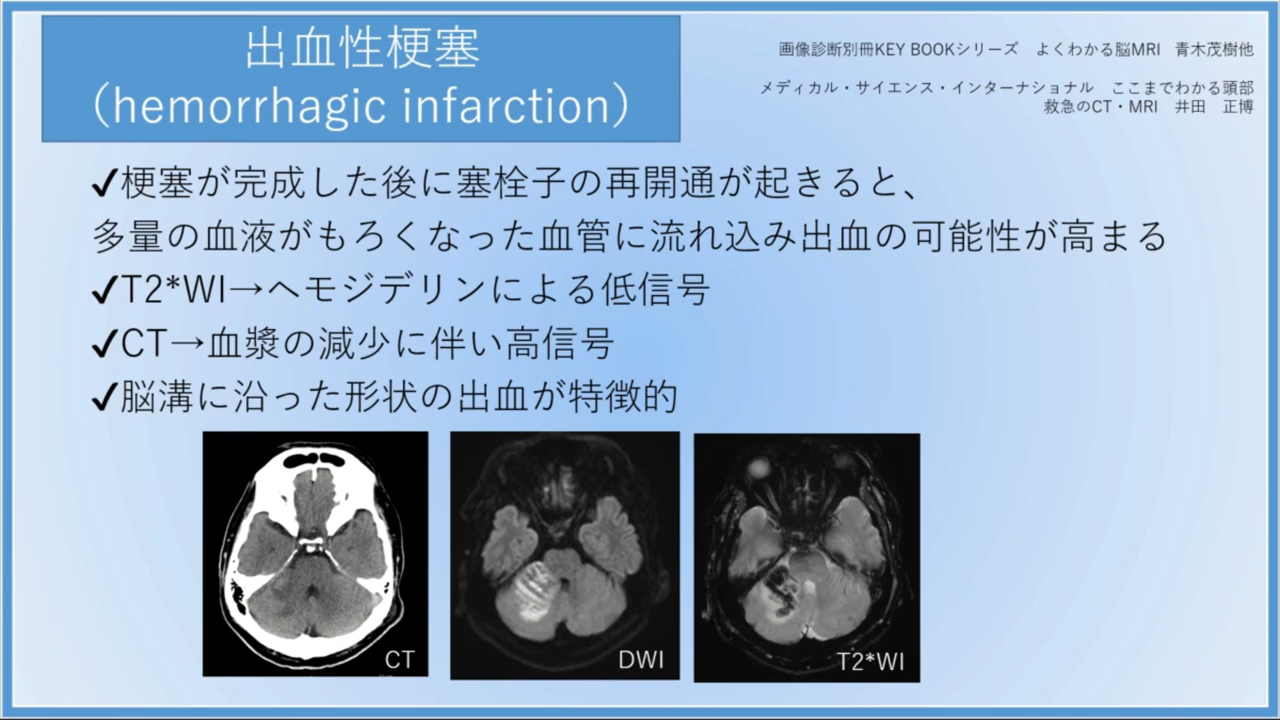 出血性梗塞
（hemorrhagic infarction）
画像診断別冊KEY BOOKシリーズ　よくわかる脳MRI　青木茂樹他
メディカル・サイエンス・インターナショナル　ここまでわかる頭部
救急のCT・MRI　井田　正博
✔梗塞が完成した後に塞栓子の再開通が起きると、
多量の血液がもろくなった血管に流れ込み出血の可能性が高まる
✔T2*WI→ヘモジデリンによる低信号
✔CT→血漿の減少に伴い高信号
✔脳溝に沿った形状の出血が特徴的
CT
DWI
T2*WI